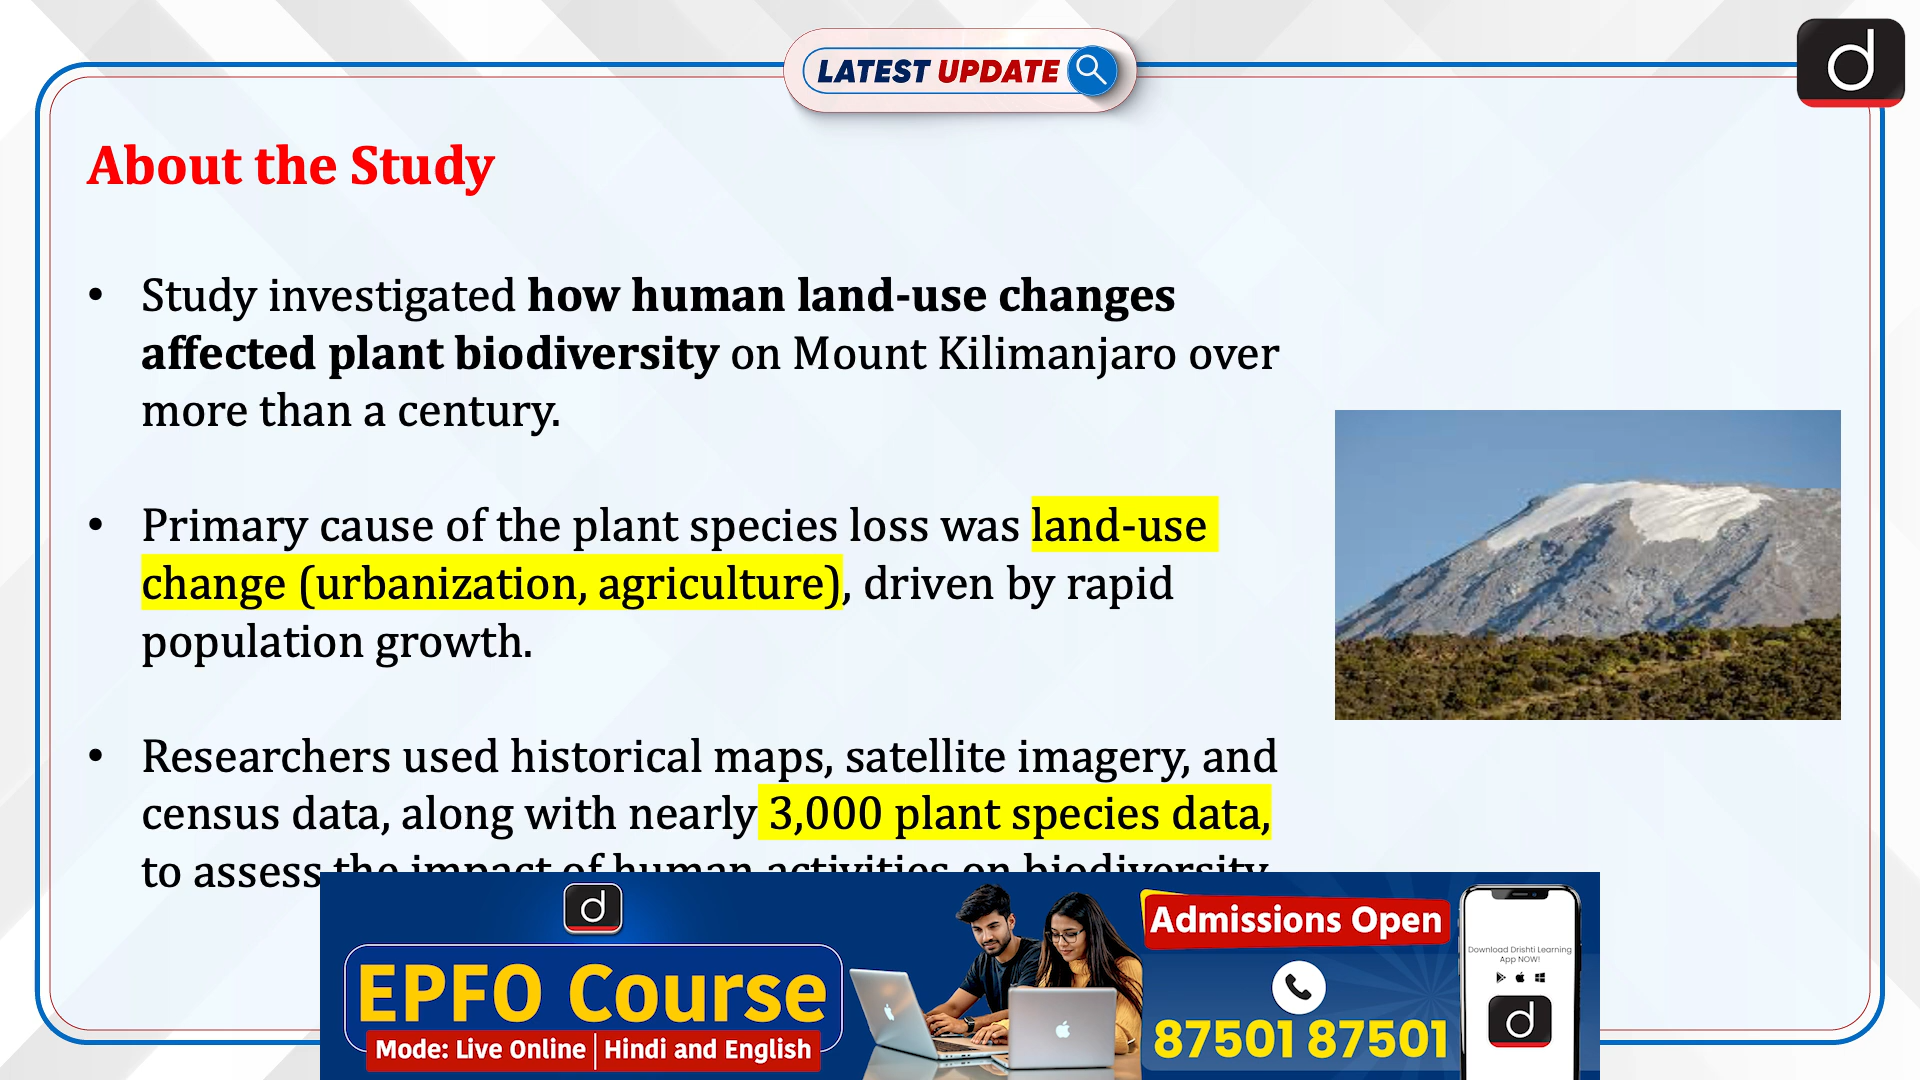 LATEST UPDATE
d
About the Study
• Study investigated how human land-use changes
affected plant biodiversity on Mount Kilimanjaro over
more than a century.
• Primary cause of the plant species loss was land-use
change (urbanization, agriculture), driven by rapid
population growth.
• Researchers used historical maps, satellite imagery, and
census data, along with nearly 3,000 plant species data,
to assess the impact of human activities on biodiversity
d
EPFO Course
Mode: Live Online | Hindi and English
Admissions Open
87501 87501
Download Drishti Learning
App NOW!
d